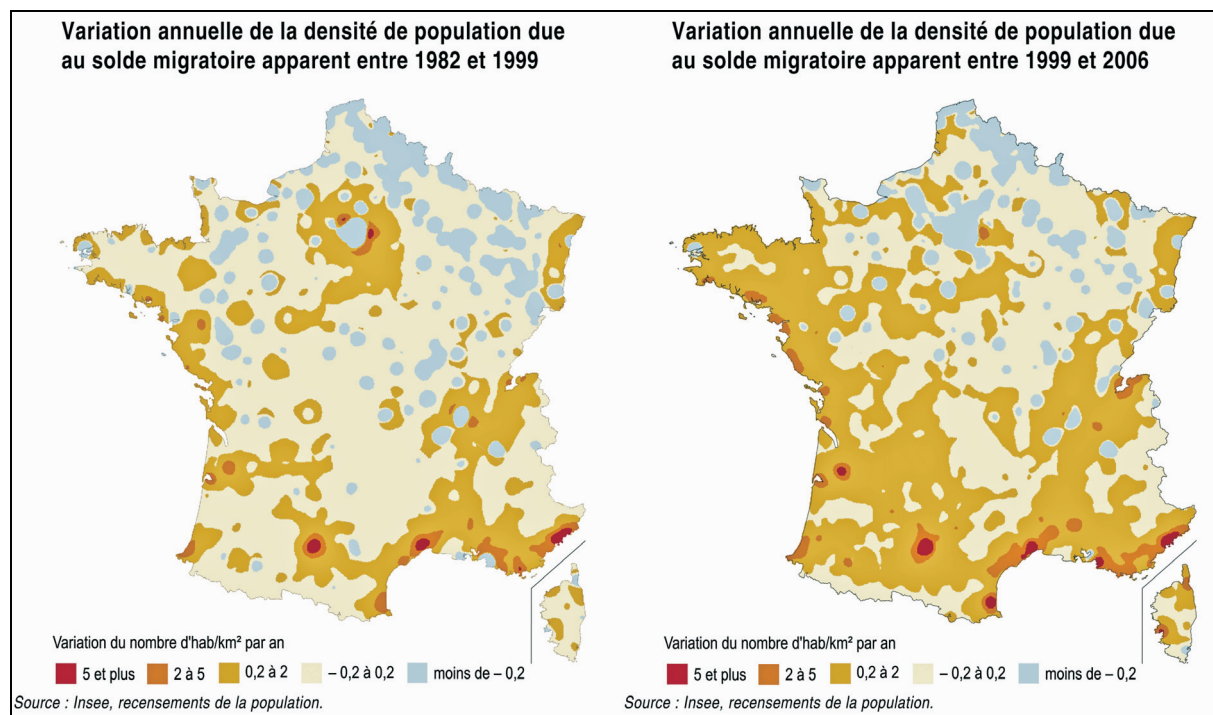 Variation annuelle de la densité de population due
au solde migratoire apparent entre 1982 et 1999
Variation du nombre d'hab/km² par an
5 et plus 2 à 5 0,2 à 2 – 0,2 à 0,2 moins de – 0,2
Source : Insee, recensements de la population.
Variation annuelle de la densité de population due
au solde migratoire apparent entre 1999 et 2006
Variation du nombre d'hab/km² par an
5 et plus 2 à 5 0,2 à 2 – 0,2 à 0,2 moins de – 0,2
Source : Insee, recensements de la population.